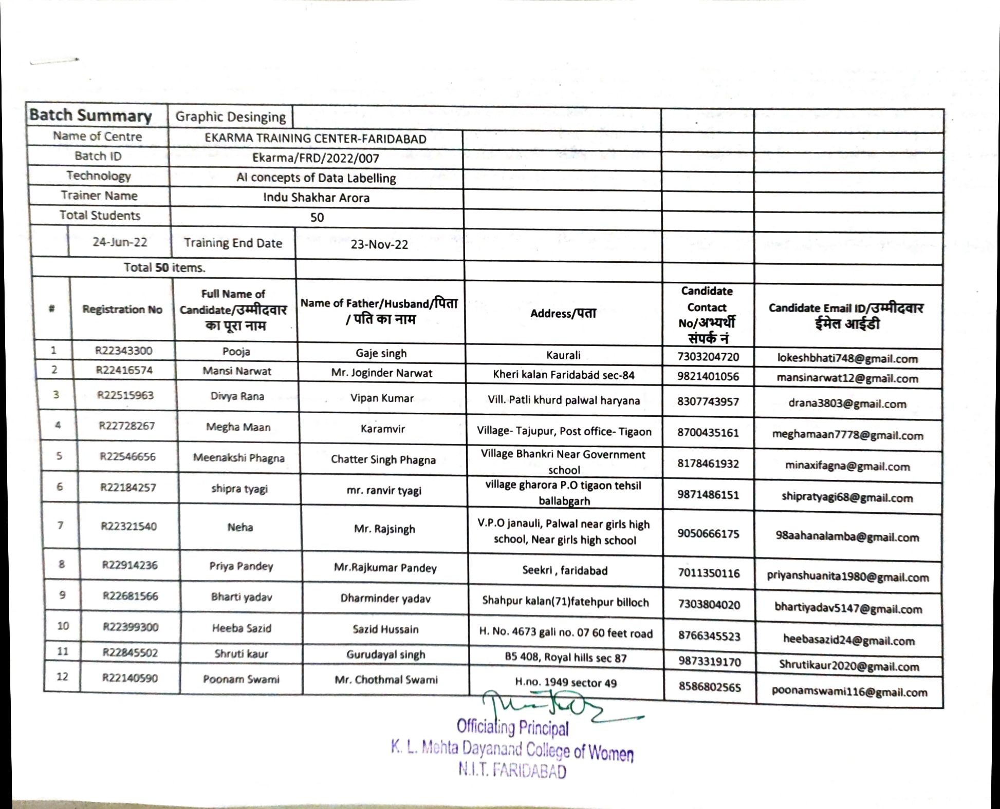 Batch Summary Graphic Desinging
Name of Centre EKARMA TRAINING CENTER-FARIDABAD
Batch ID Ekarma/FRD/2022/007
Technology AI concepts of Data Labelling
Trainer Name Indu Shakhar Arora
Total Students 50
24-Jun-22 Training End Date 23-Nov-22
Total 50 items.
# Registration No Full Name of Candidate/उम्मीदवार का पूरा नाम Name of Father/Husband/पिता / पति का नाम Address/पता Candidate Contact No/अभ्यर्थी संपर्क नं Candidate Email ID/उम्मीदवार ईमेल आईडी
1 R22343300 Pooja Gaje singh Kaurali 7303204720 lokeshbhati748@gmail.com
2 R22416574 Mansi Narwat Mr. Joginder Narwat Kheri kalan Faridabad sec-84 9821401056 mansinarwat12@gmail.com
3 R22515963 Divya Rana Vipan Kumar Vill. Patli khurd palwal haryana 8307743957 drana3803@gmail.com
4 R22728267 Megha Maan Karamvir Village- Tajupur, Post office- Tigaon 8700435161 meghamaan7778@gmail.com
5 R22546656 Meenakshi Phagna Chatter Singh Phagna Village Bhankri Near Government school 8178461932 minaxifagna@gmail.com
6 R22184257 shipra tyagi mr. ranvir tyagi village gharora P.O tigaon tehsil ballabgarh 9871486151 shipratyagi68@gmail.com
7 R22321540 Neha Mr. Rajsingh V.P.O janauli, Palwal near girls high school, Near girls high school 9050666175 98aahanalamba@gmail.com
8 R22914236 Priya Pandey Mr.Rajkumar Pandey Seekri , faridabad 7011350116 priyanshuanita1980@gmail.com
9 R22681566 Bharti yadav Dharminder yadav Shahpur kalan(71)fatehpur billoch 7303804020 bhartiyadav5147@gmail.com
10 R22399300 Heeba Sazid Sazid Hussain H. No. 4673 gali no. 07 60 feet road 8766345523 heebasazid24@gmail.com
11 R22845502 Shruti kaur Gurudayal singh B5 408, Royal hills sec 87 9873319170 Shrutikaur2020@gmail.com
12 R22140590 Poonam Swami Mr. Chothmal Swami H.no. 1949 sector 49 8586802565 poonamswami116@gmail.com
Officiating Principal
K. L. Mehta Dayanand College of Women
N.I.T. FARIDABAD